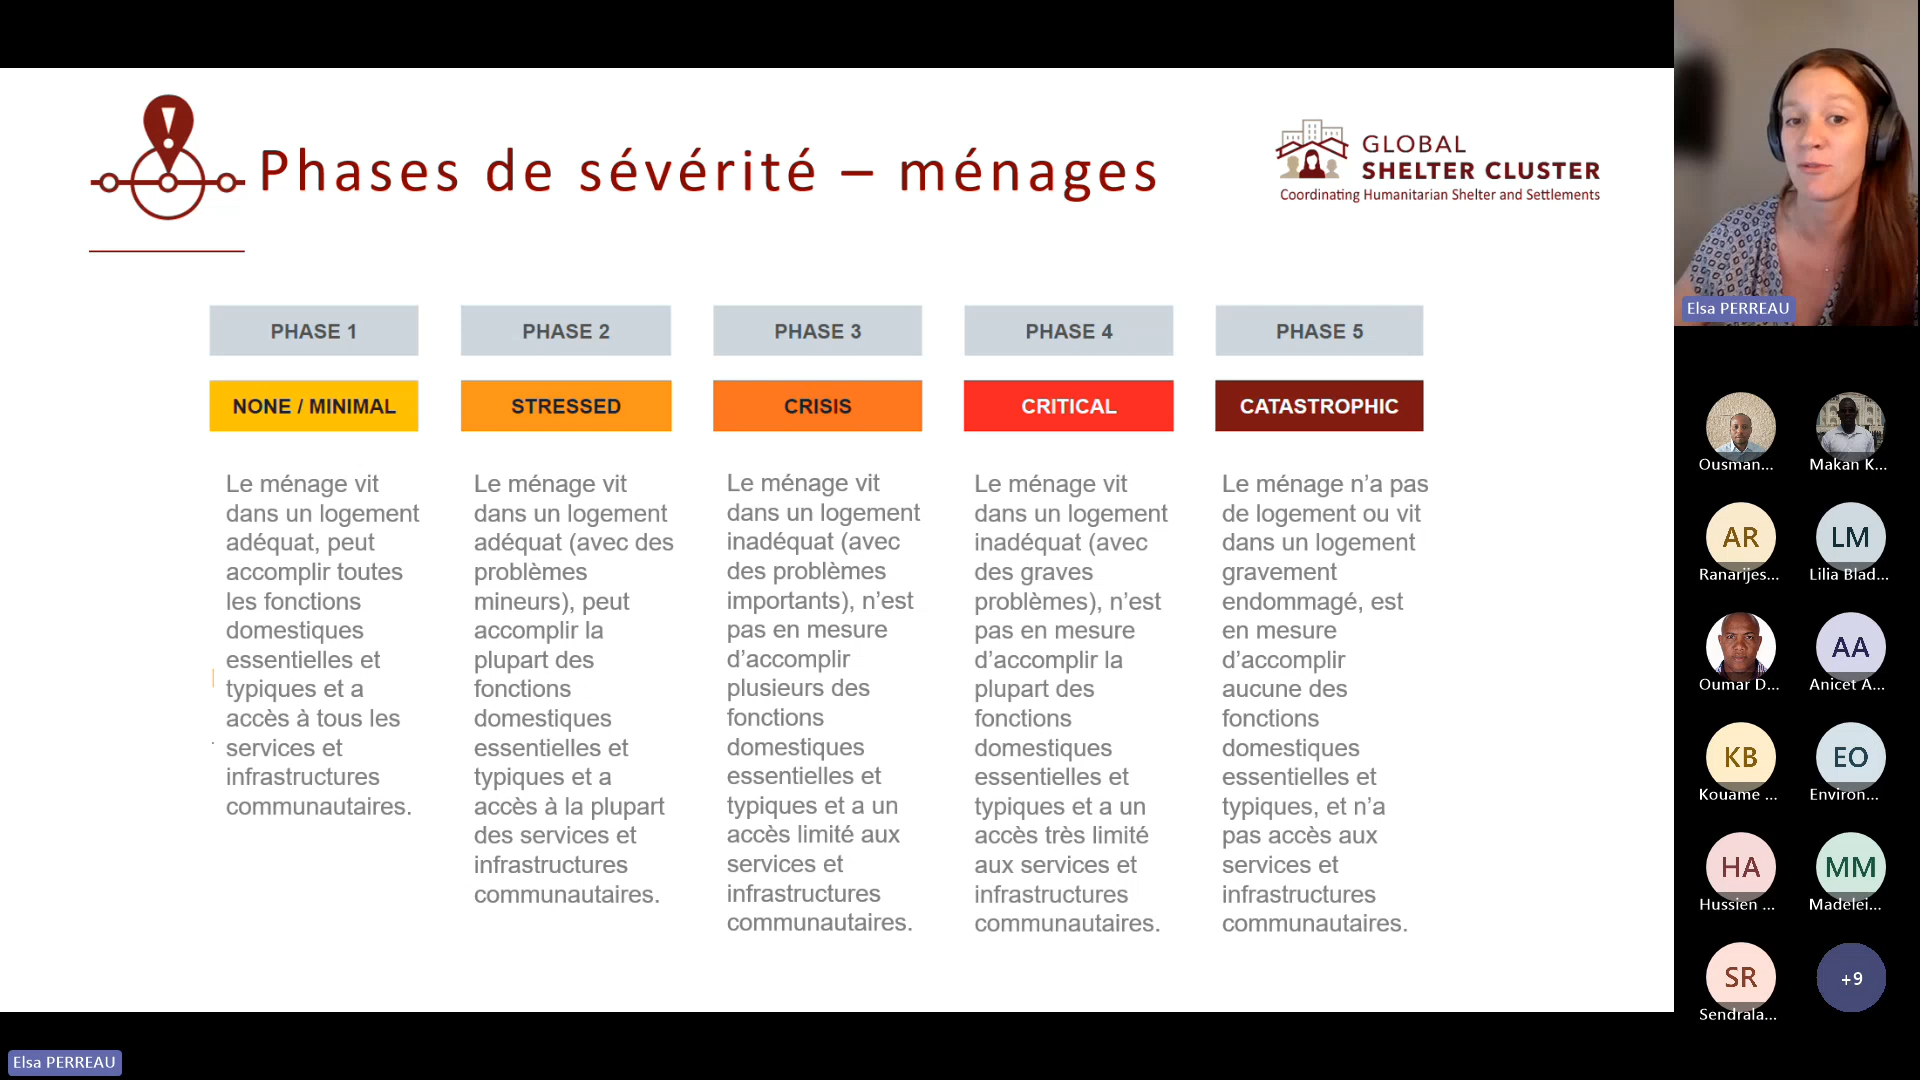 Phases de sévérité – ménages
GLOBAL
SHELTER CLUSTER
Coordinating Humanitarian Shelter and Settlements
PHASE 1
NONE / MINIMAL
Le ménage vit
dans un logement
adéquat, peut
accomplir toutes
les fonctions
domestiques
essentielles et
typiques et a
accès à tous les
services et
infrastructures
communautaires.
PHASE 2
STRESSED
Le ménage vit
dans un logement
adéquat (avec des
problèmes
mineurs), peut
accomplir la
plupart des
fonctions
domestiques
essentielles et
typiques et a
accès à la plupart
des services et
infrastructures
communautaires.
PHASE 3
CRISIS
Le ménage vit
dans un logement
inadéquat (avec
des problèmes
importants), n’est
pas en mesure
d’accomplir
plusieurs des
fonctions
domestiques
essentielles et
typiques et a un
accès limité aux
services et
infrastructures
communautaires.
PHASE 4
CRITICAL
Le ménage vit
dans un logement
inadéquat (avec
des graves
problèmes), n’est
pas en mesure
d’accomplir la
plupart des
fonctions
domestiques
essentielles et
typiques et a un
accès très limité
aux services et
infrastructures
communautaires.
PHASE 5
CATASTROPHIC
Le ménage n’a pas
de logement ou vit
dans un logement
gravement
endommagé, est
en mesure
d’accomplir
aucune des
fonctions
domestiques
essentielles et
typiques, et n’a
pas accès aux
services et
infrastructures
communautaires.
Elsa PERREAU
Ousman...
Makan K...
AR
Ranarijes...
LM
Lilia Blad...
Oumar D...
AA
Anicet A...
KB
Kouame ...
EO
Environ...
HA
Hussien ...
MM
Madelei...
SR
Sendrala...
+9
Elsa PERREAU